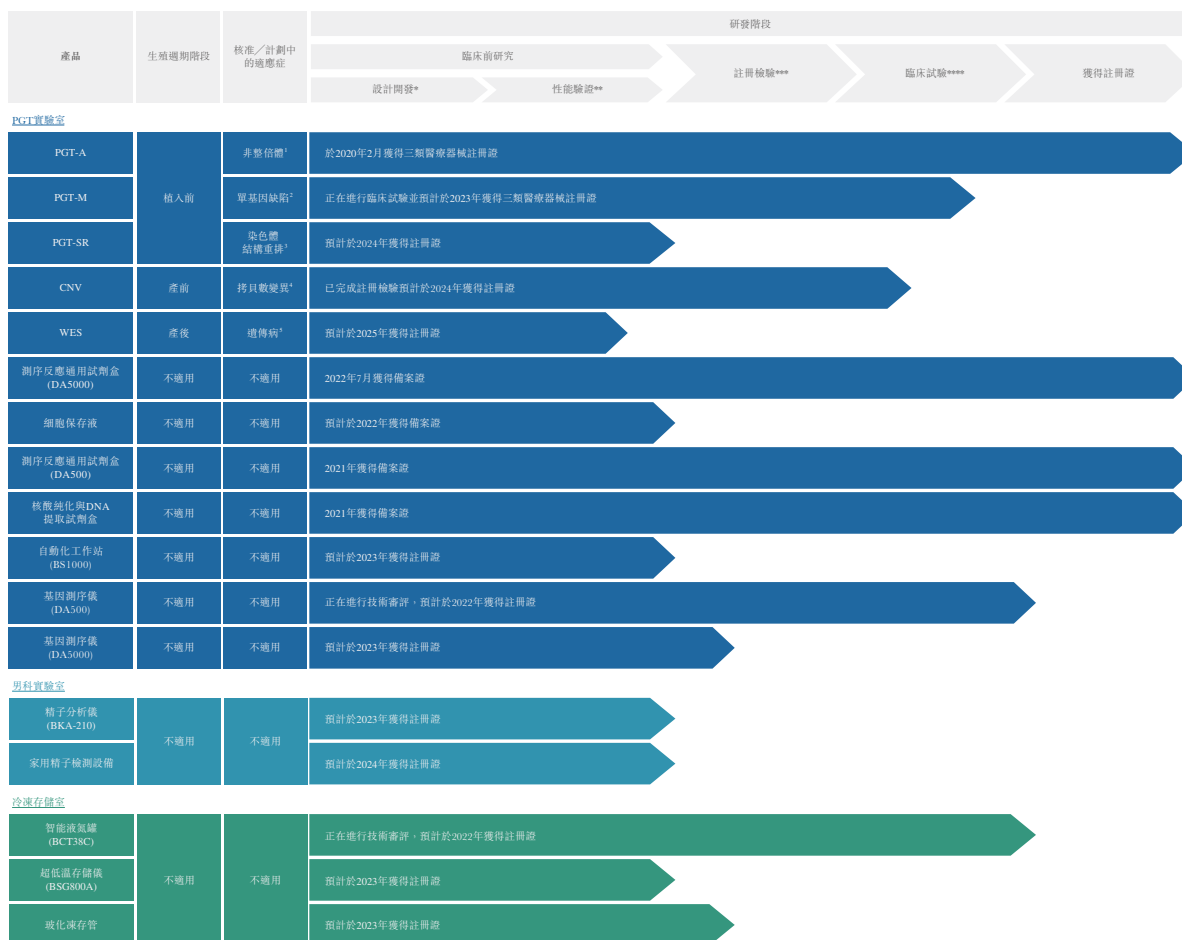 研發階段
產品
生殖週期階段
核准／計劃中
的適應症
臨床前研究
註冊檢驗***
臨床試驗****
獲得註冊證
設計開發*
性能驗證**
PGT實驗室
PGT-A
植入前
非整倍體1
於2020年2月獲得三類醫療器械註冊證
PGT-M
單基因缺陷2
正在進行臨床試驗並預計於2023年獲得三類醫療器械註冊證
PGT-SR
染色體
結構重排3
預計於2024年獲得註冊證
CNV
產前
拷貝數變異4
已完成註冊檢驗預計於2024年獲得註冊證
WES
產後
遺傳病5
預計於2025年獲得註冊證
測序反應通用試劑盒
(DA5000)
不適用
不適用
2022年7月獲得備案證
細胞保存液
不適用
不適用
預計於2022年獲得備案證
測序反應通用試劑盒
(DA500)
不適用
不適用
2021年獲得備案證
核酸純化與DNA
提取試劑盒
不適用
不適用
2021年獲得備案證
自動化工作站
(BS1000)
不適用
不適用
預計於2023年獲得註冊證
基因測序儀
(DA500)
不適用
不適用
正在進行技術審評，預計於2022年獲得註冊證
基因測序儀
(DA5000)
不適用
不適用
預計於2023年獲得註冊證
男科實驗室
精子分析儀
(BKA-210)
不適用
不適用
預計於2023年獲得註冊證
家用精子檢測設備
預計於2024年獲得註冊證
冷凍存儲室
智能液氮罐
(BCT38C)
不適用
不適用
正在進行技術審評，預計於2022年獲得註冊證
超低溫存儲儀
(BSG800A)
預計於2023年獲得註冊證
玻化凍存管
預計於2023年獲得註冊證